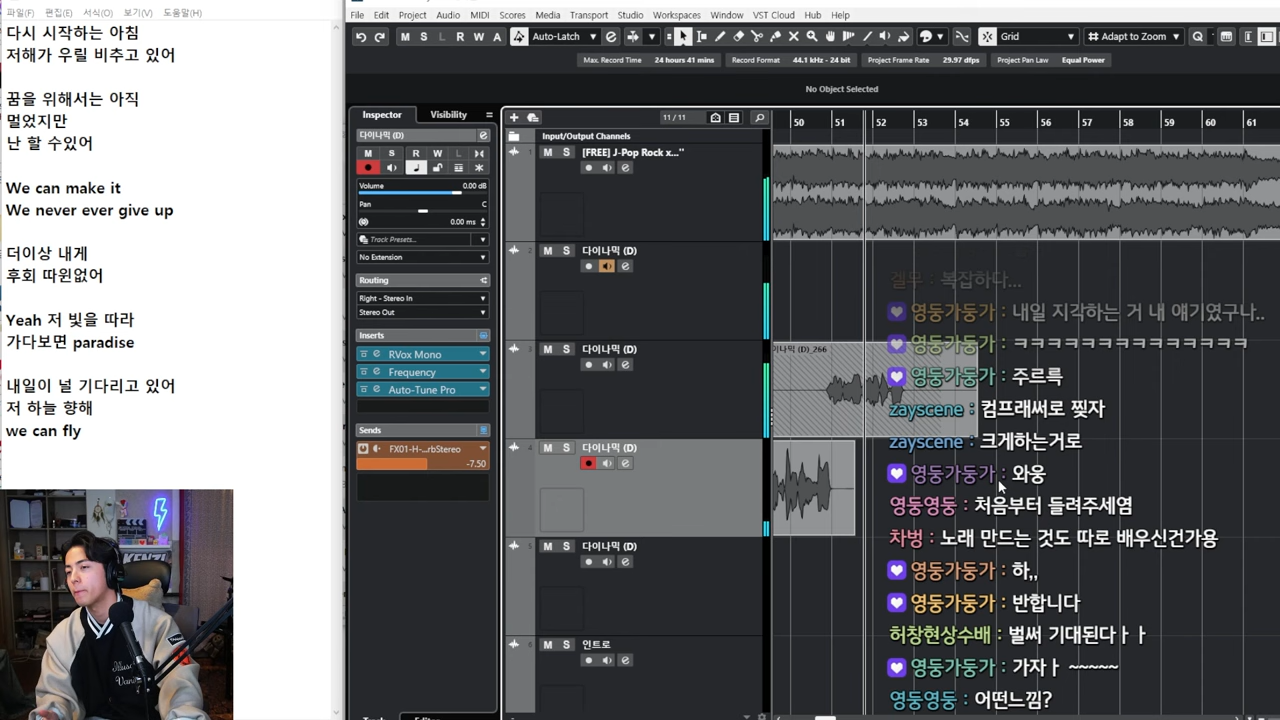 파일(F) 편집(E) 서식(O) 보기(V) 도움말(H)
다시 시작하는 아침
저해가 우릴 비추고 있어
꿈을 위해서는 아직
멀었지만
난 할 수있어
We can make it
We never ever give up
더이상 내게
후회 따윈없어
Yeah 저 빛을 따라
가다보면 paradise
내일이 널 기다리고 있어
저 하늘 향해
we can fly
File Edit Project Audio MIDI Scores Media Transport Studio Workspaces Window VST Cloud Hub Help
M S L R W A Auto-Latch Grid Adapt to Zoom Q
Max. Record Time 24 hours 41 mins Record Format 44.1 kHz - 24 bit Project Frame Rate 29.97 dfps Project Pan Law Equal Power
No Object Selected
Inspector Visibility
다이나믹 (D)
M S R W L
Volume 0.00 dB
Pan C
0.00 ms
Track Presets...
No Extension
Routing
Right - Stereo In
Stereo Out
Inserts
RVox Mono
Frequency
Auto-Tune Pro
Sends
FX01-H-...rbStereo
-7.50
11 / 11
Input/Output Channels
1 M S [FREE] J-Pop Rock x..."
2 M S 다이나믹 (D)
3 M S 다이나믹 (D)
4 M S 다이나믹 (D)
5 M S 다이나믹 (D)
6 M S 인트로
50 51 52 53 54 55 56 57 58 59 60 61
나믹 (D)_266
겔무 : 복잡하다...
영둥가둥가 : 내일 지각하는 거 내 얘기였구나..
영둥가둥가 : ㅋㅋㅋㅋㅋㅋㅋㅋㅋㅋㅋㅋㅋㅋㅋ
영둥가둥가 : 주르륵
zayscene : 컴프래써로 찢자
zayscene : 크게하는거로
영둥가둥가 : 와웅
영둥영둥 : 처음부터 들려주세염
차벙 : 노래 만드는 것도 따로 배우신건가용
영둥가둥가 : 하,,
영둥가둥가 : 반합니다
허창현상수배 : 벌써 기대된다ㅏㅏ
영둥가둥가 : 가자ㅏ ~~~~~
영둥영둥 : 어떤느낌?